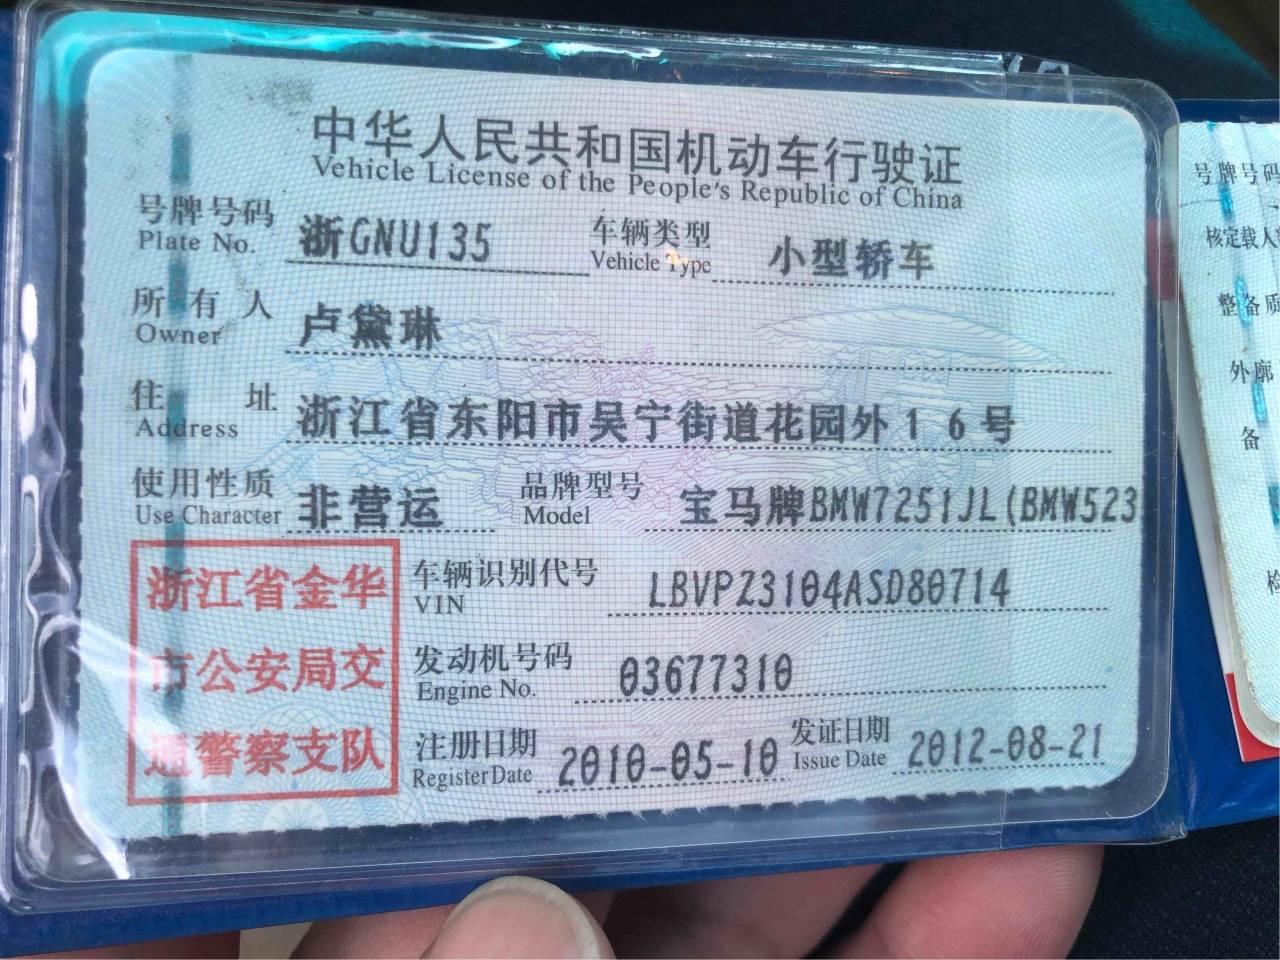 中华人民共和国机动车行驶证
Vehicle License of the People's Republic of China
号牌号码 浙GNU135 车辆类型 小型轿车
Plate No. Vehicle Type
所有人 卢黛琳
Owner
住址 浙江省东阳市吴宁街道花园外16号
Address
使用性质 非营运 品牌型号 宝马牌BMW7251JL(BMW523
Use Character Model
浙江省金华
市公安局交
通警察支队
车辆识别代号 LBVPZ3104ASD80714
VIN
发动机号码 03677310
Engine No.
注册日期 2010-05-10 发证日期 2012-08-21
Register Date Issue Date
号牌号码
核定载人
整备质
外廓
备
检